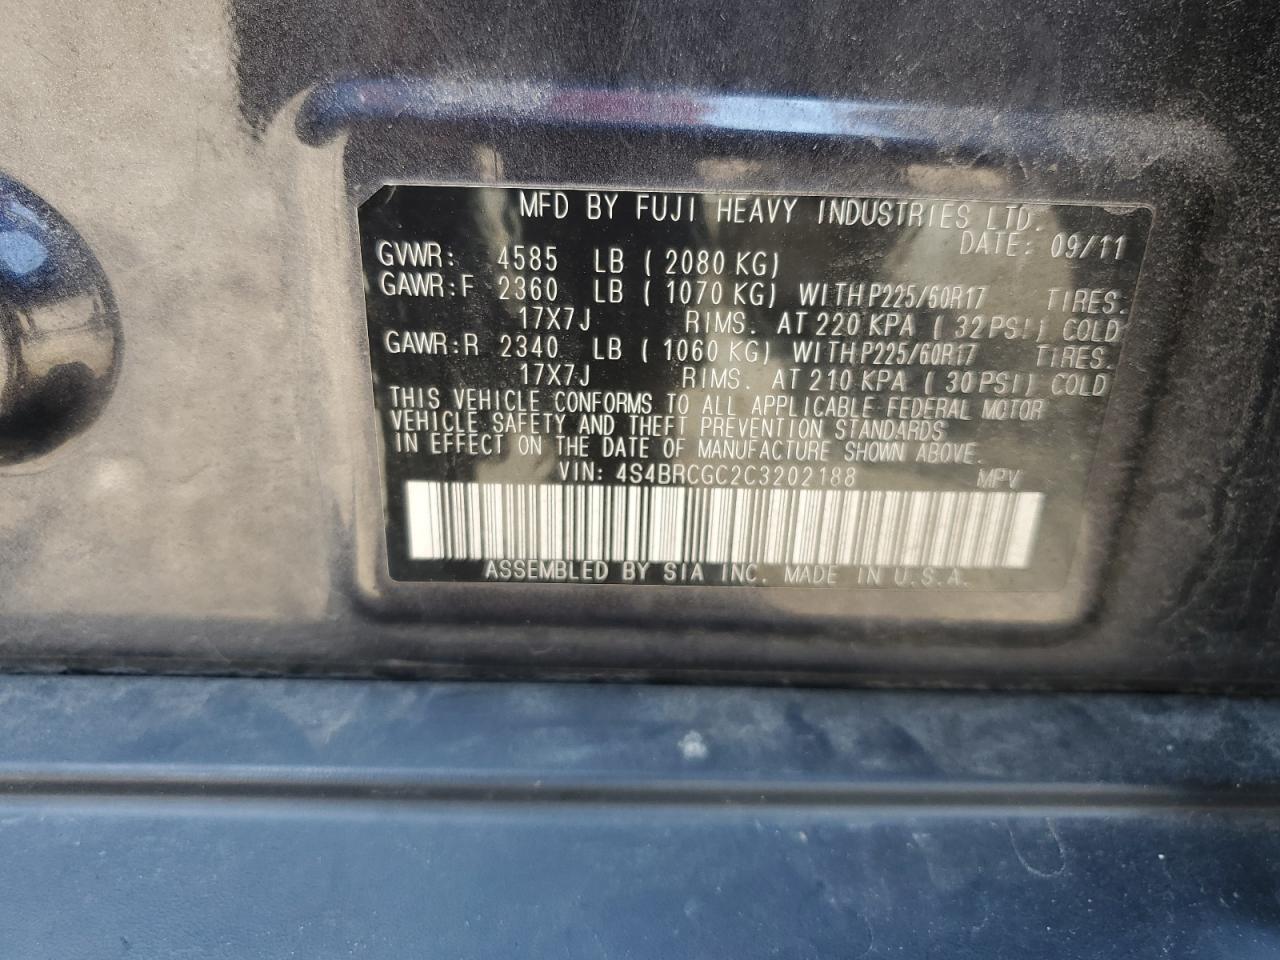 MFD BY FUJI HEAVY INDUSTRIES LTD.
DATE: 09/11
GVWR: 4585 LB ( 2080 KG)
GAWR:F 2360 LB ( 1070 KG) WITH P225/60R17 TIRES.
17X7J RIMS. AT 220 KPA ( 32 PSI) COLD
GAWR:R 2340 LB ( 1060 KG) WITH P225/60R17 TIRES.
17X7J RIMS. AT 210 KPA ( 30 PSI) COLD
THIS VEHICLE CONFORMS TO ALL APPLICABLE FEDERAL MOTOR
VEHICLE SAFETY AND THEFT PREVENTION STANDARDS
IN EFFECT ON THE DATE OF MANUFACTURE SHOWN ABOVE.
VIN: 4S4BRCGC2C3202188 MPV
ASSEMBLED BY SIA INC. MADE IN U.S.A.